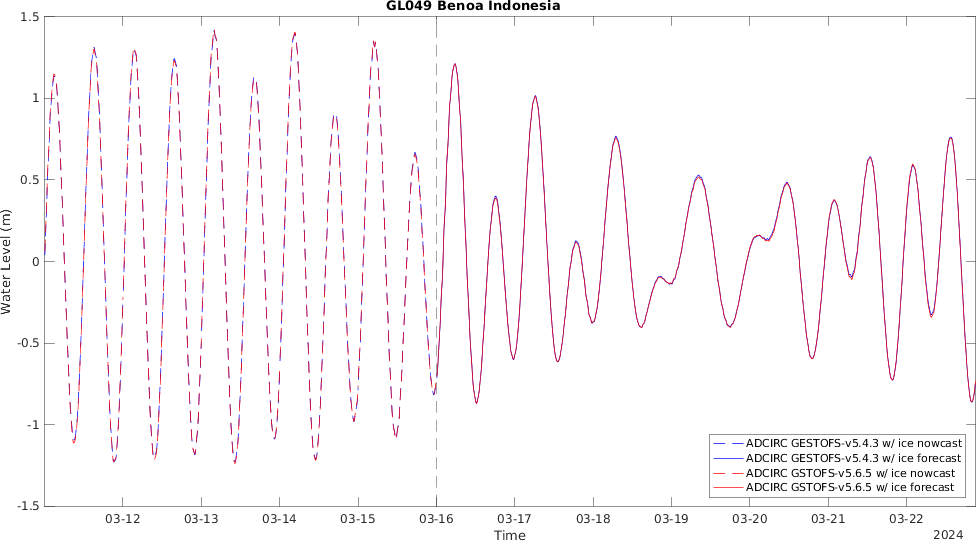 GL049 Benoa Indonesia
1.5
1
0.5
0
-0.5
-1
-1.5
Water Level (m)
ADCIRC GESTOFS-v5.4.3 w/ ice nowcast
ADCIRC GESTOFS-v5.4.3 w/ ice forecast
ADCIRC GSTOFS-v5.6.5 w/ ice nowcast
ADCIRC GSTOFS-v5.6.5 w/ ice forecast
03-12 03-13 03-14 03-15 03-16 03-17 03-18 03-19 03-20 03-21 03-22
Time
2024